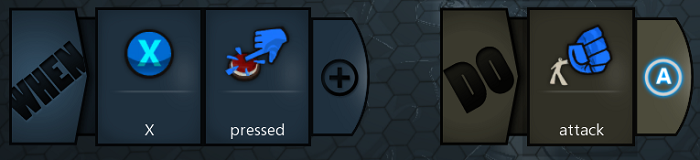 WHEN
X
X
pressed
DO
attack
A